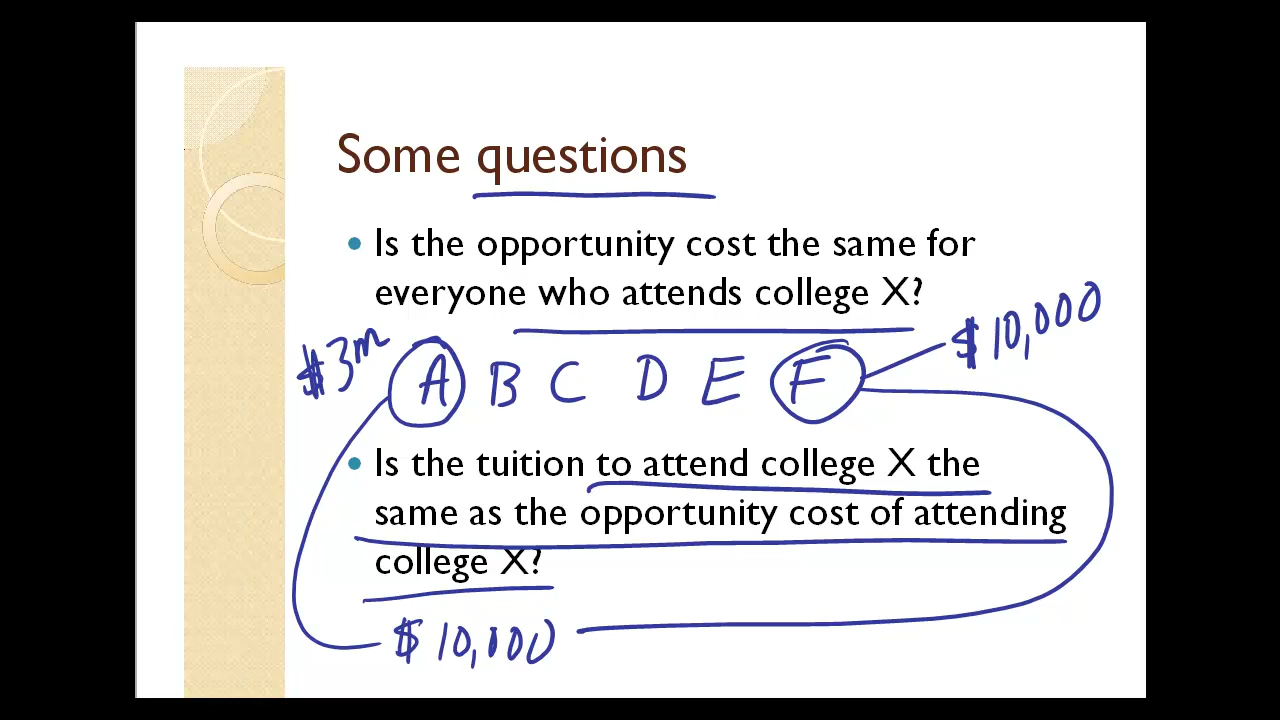 Some questions
• Is the opportunity cost the same for
everyone who attends college X?
$3m A B C D E F $10,000
• Is the tuition to attend college X the
same as the opportunity cost of attending
college X?
$10,000